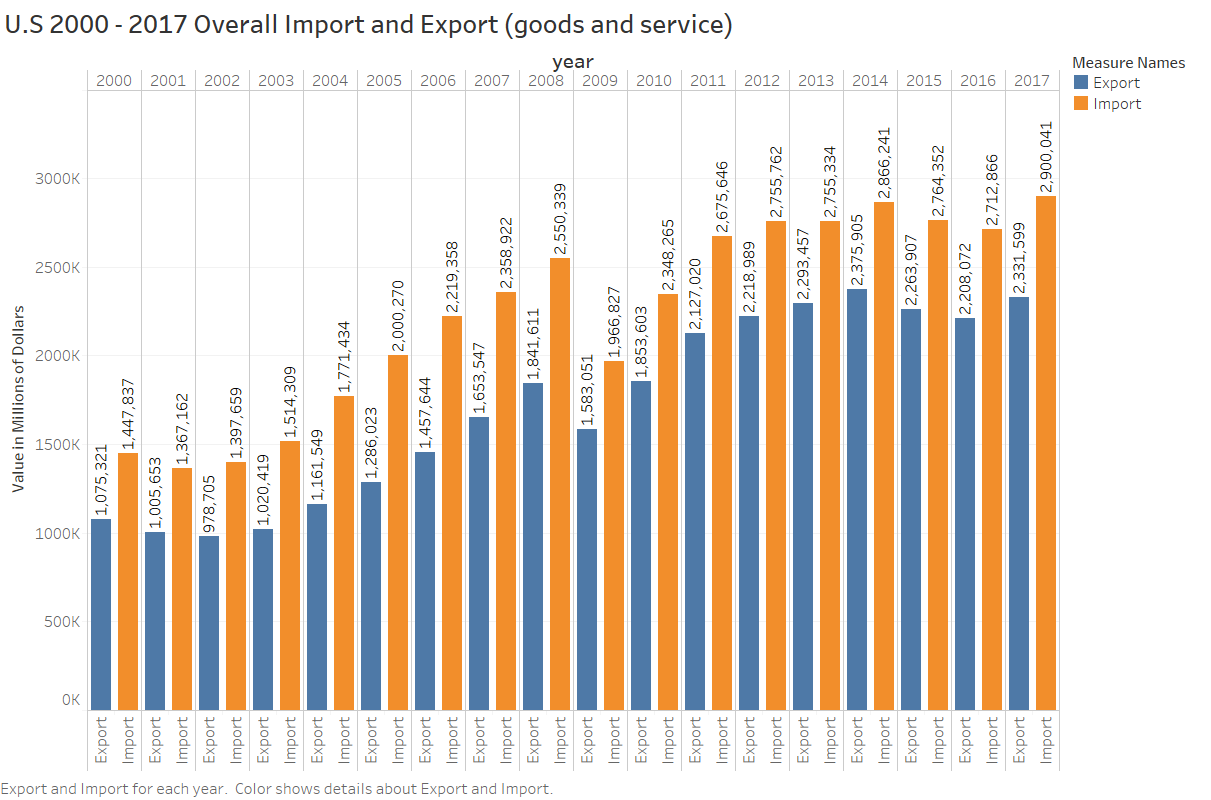 U.S 2000 - 2017 Overall Import and Export (goods and service)
year
2000 2001 2002 2003 2004 2005 2006 2007 2008 2009 2010 2011 2012 2013 2014 2015 2016 2017
Measure Names
Export
Import
Value in Millions of Dollars
3000K
2500K
2000K
1500K
1000K
500K
0K
1,075,321
1,447,837
1,005,653
1,367,162
978,705
1,397,659
1,020,419
1,514,309
1,161,549
1,771,434
1,286,023
2,000,270
1,457,644
2,219,358
1,653,547
2,358,922
1,841,611
2,550,339
1,583,051
1,966,827
1,853,603
2,348,265
2,127,020
2,675,646
2,218,989
2,755,762
2,293,457
2,755,334
2,375,905
2,866,241
2,263,907
2,764,352
2,208,072
2,712,866
2,331,599
2,900,041
Export Import Export Import Export Import Export Import Export Import Export Import Export Import Export Import Export Import Export Import Export Import Export Import Export Import Export Import Export Import Export Import Export Import Export Import
Export and Import for each year.  Color shows details about Export and Import.